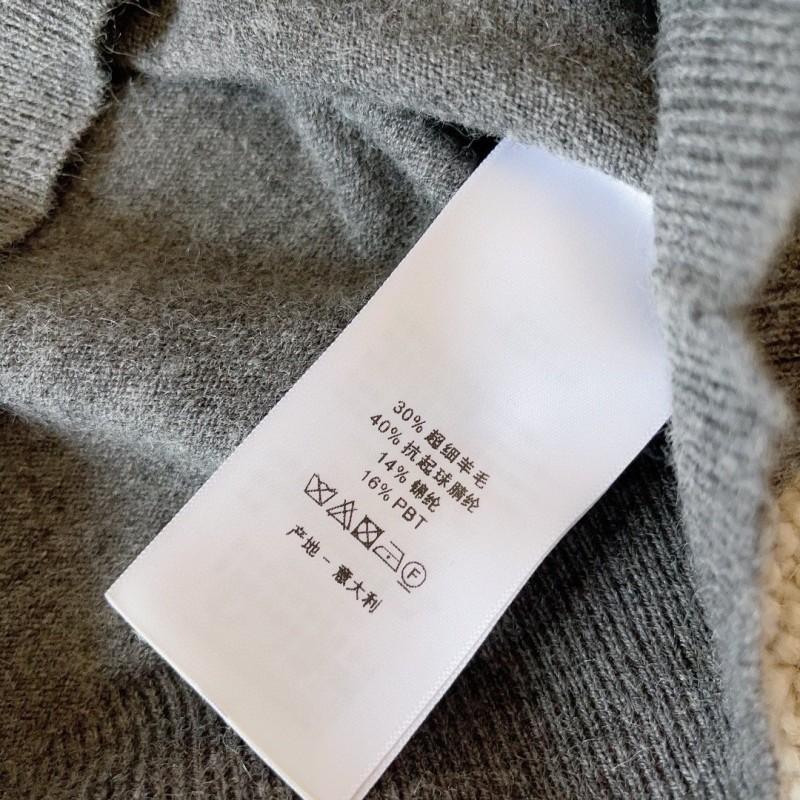 30% 超细羊毛
40% 抗起球腈纶
14% 锦纶
16% PBT
F
产地 - 意大利